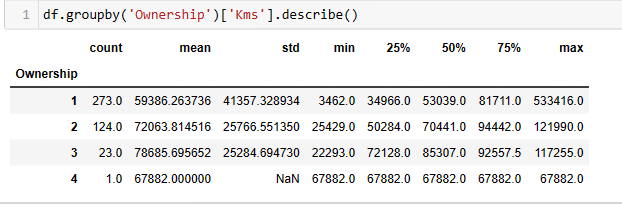 1 df.groupby('Ownership')['Kms'].describe()
count mean std min 25% 50% 75% max
Ownership
1 273.0 59386.263736 41357.328934 3462.0 34966.0 53039.0 81711.0 533416.0
2 124.0 72063.814516 25766.551350 25429.0 50284.0 70441.0 94442.0 121990.0
3 23.0 78685.695652 25284.694730 22293.0 72128.0 85307.0 92557.5 117255.0
4 1.0 67882.000000 NaN 67882.0 67882.0 67882.0 67882.0 67882.0